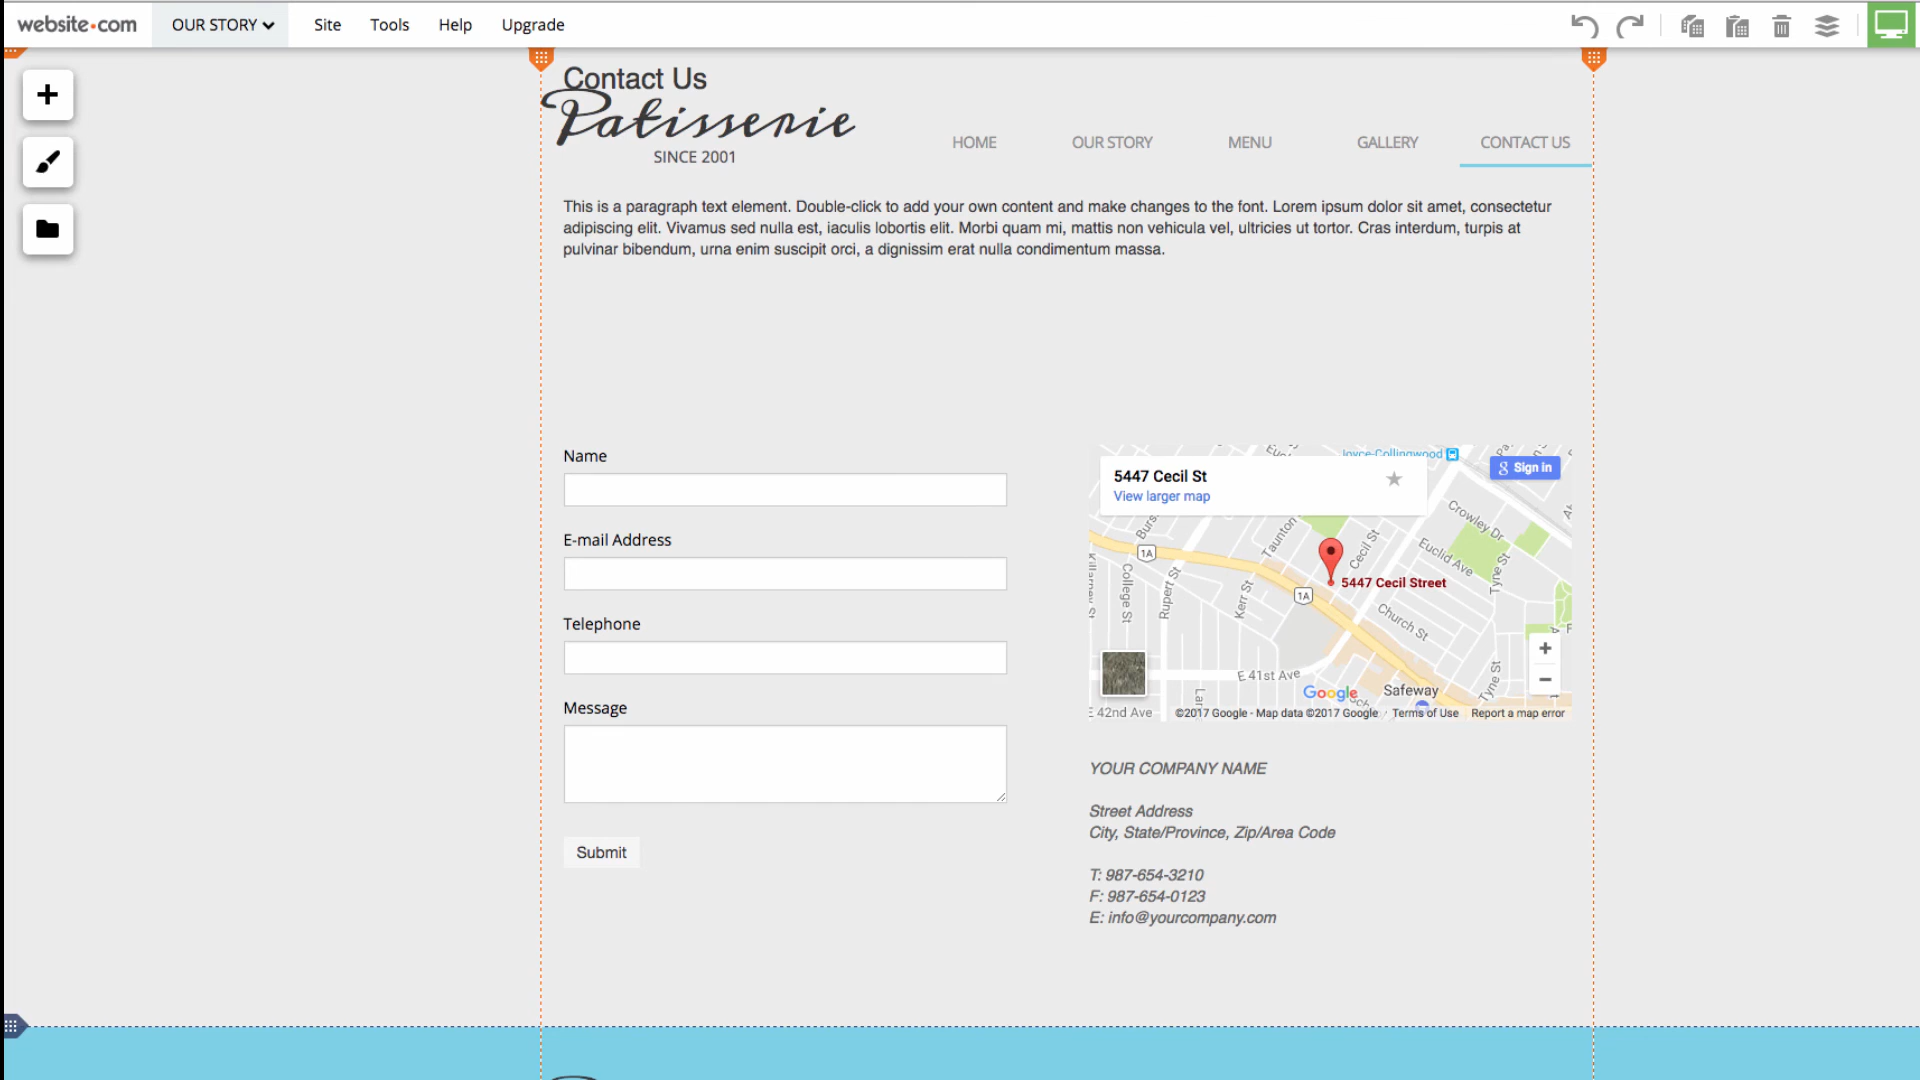 website.com
OUR STORY
Site
Tools
Help
Upgrade
Contact Us
Patisserie
SINCE 2001
HOME
OUR STORY
MENU
GALLERY
CONTACT US
This is a paragraph text element. Double-click to add your own content and make changes to the font. Lorem ipsum dolor sit amet, consectetur
adipiscing elit. Vivamus sed nulla est, iaculis lobortis elit. Morbi quam mi, mattis non vehicula vel, ultricies ut tortor. Cras interdum, turpis at
pulvinar bibendum, urna enim suscipit orci, a dignissim erat nulla condimentum massa.
Name
E-mail Address
Telephone
Message
Submit
Joyce-Collingwood
5447 Cecil St
View larger map
Sign in
Crowley Dr
Euclid Ave
Taunton
Cecil St
Tyne St
1A
College St
Rupert St
Kerr St
1A
5447 Cecil Street
Church St
E 41st Ave
Google
Safeway
Tyne St
E 42nd Ave
©2017 Google - Map data ©2017 Google
Terms of Use
Report a map error
YOUR COMPANY NAME
Street Address
City, State/Province, Zip/Area Code
T: 987-654-3210
F: 987-654-0123
E: info@yourcompany.com